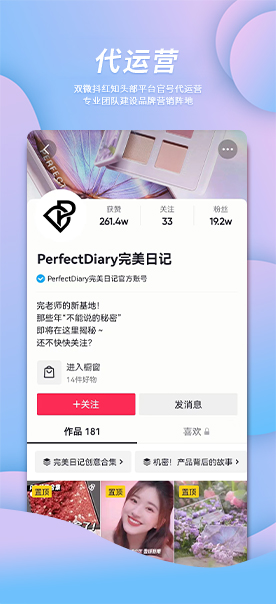 代运营
双微抖红知头部平台官号代运营
专业团队建设品牌营销阵地
PERFECT
获赞 关注 粉丝
261.4w 33 19.2w
PerfectDiary完美日记
PerfectDiary完美日记官方账号
完老师的新基地！
那些年“不能说的秘密”
即将在这里揭秘~
还不快快关注？
进入橱窗
14件好物
+关注 发消息
作品 181 喜欢
完美日记创意合集 > 机密！产品背后的故事 >
置顶 置顶 置顶